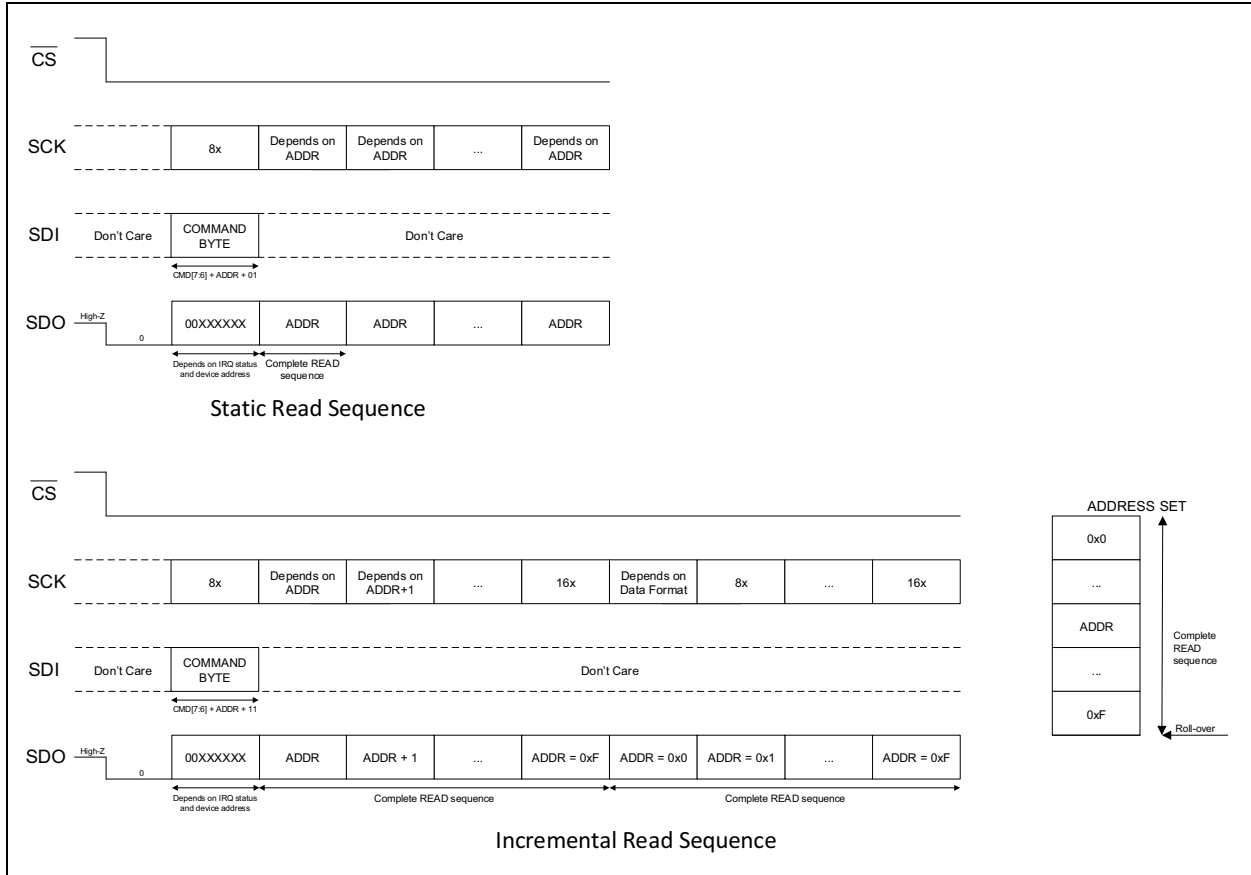 CS
SCK
8x
Depends on
ADDR
Depends on
ADDR
...
Depends on
ADDR
SDI
Don't Care
COMMAND
BYTE
Don't Care
CMD[7:6] + ADDR + 01
SDO
High-Z
0
00XXXXXX
ADDR
ADDR
...
ADDR
Depends on IRQ status
and device address
Complete READ
sequence
Static Read Sequence
CS
SCK
8x
Depends on
ADDR
Depends on
ADDR+1
...
16x
Depends on
Data Format
8x
...
16x
SDI
Don't Care
COMMAND
BYTE
Don't Care
CMD[7:6] + ADDR + 11
SDO
High-Z
0
00XXXXXX
ADDR
ADDR + 1
...
ADDR = 0xF
ADDR = 0x0
ADDR = 0x1
...
ADDR = 0xF
Depends on IRQ status
and device address
Complete READ sequence
Complete READ sequence
Incremental Read Sequence
ADDRESS SET
0x0
...
ADDR
...
0xF
Complete
READ
sequence
Roll-over